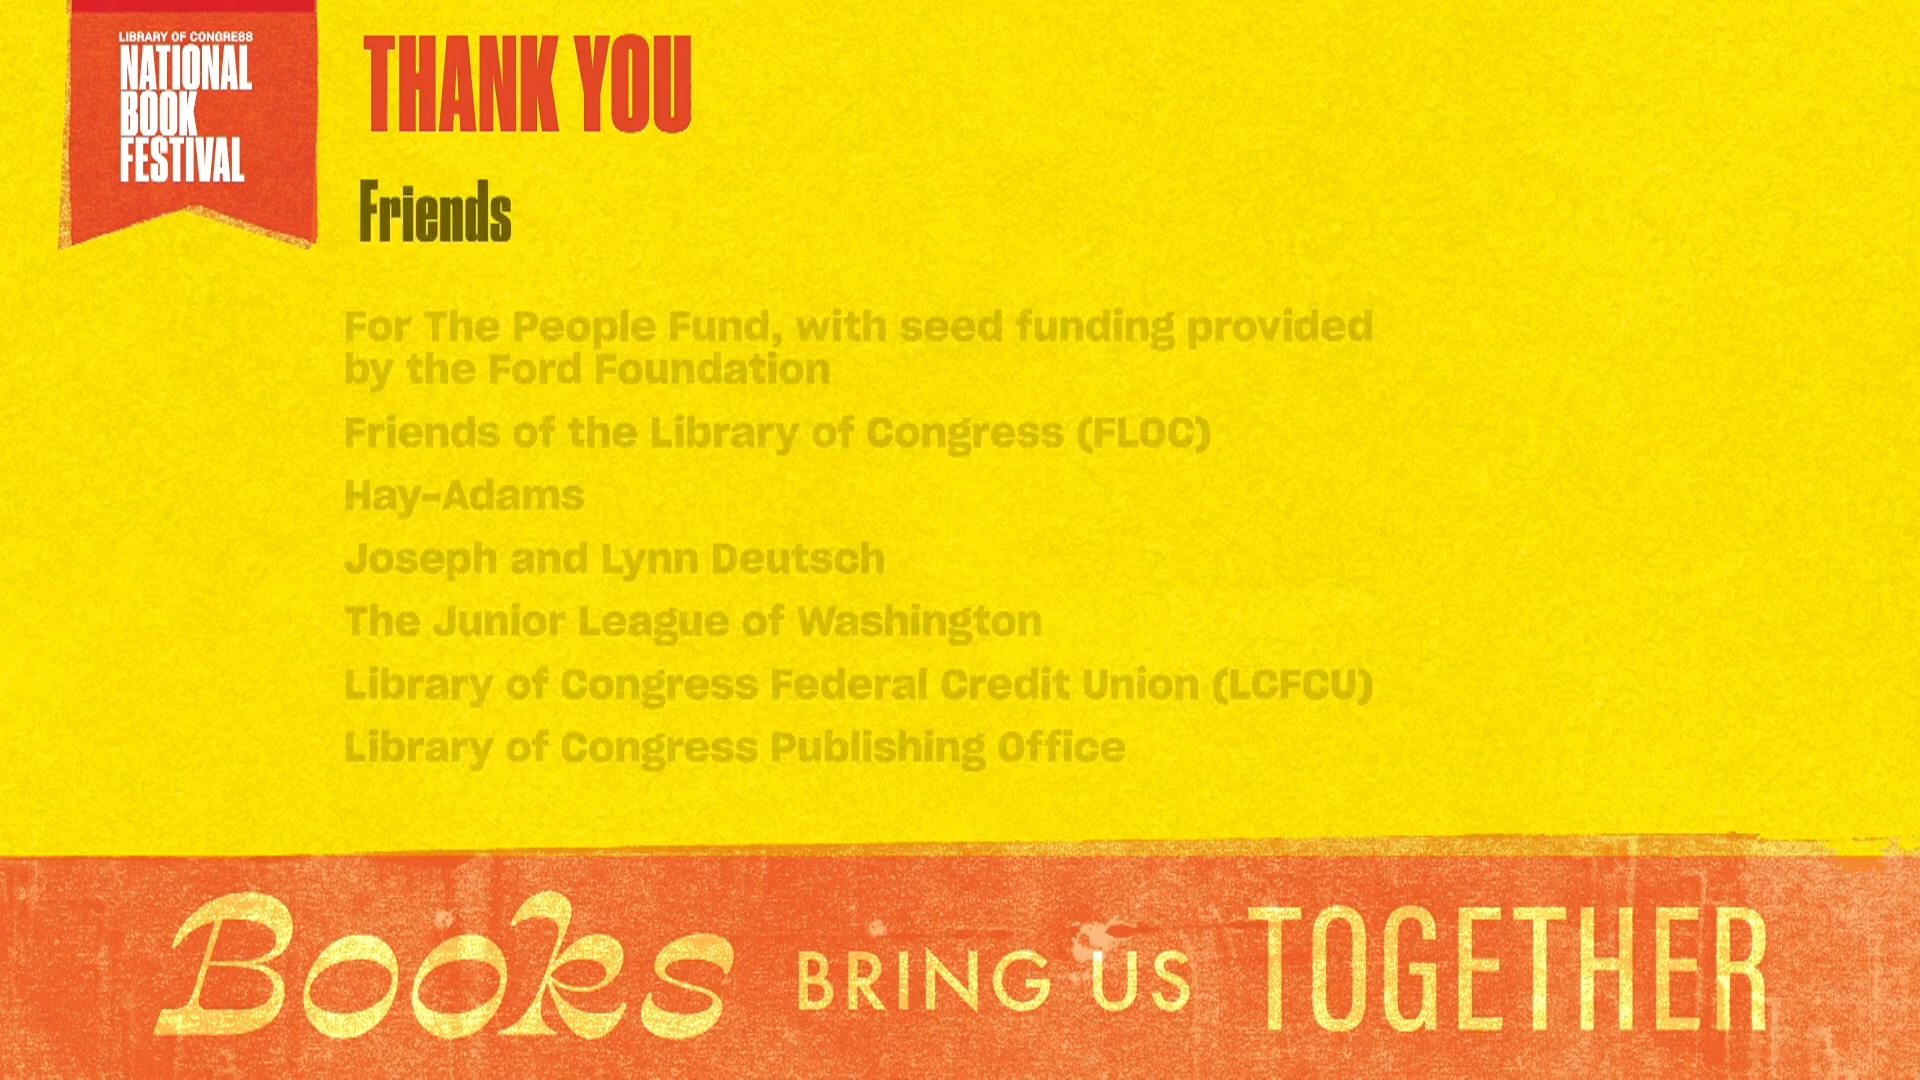 LIBRARY OF CONGRESS
NATIONAL
BOOK
FESTIVAL
THANK YOU
Friends
For The People Fund, with seed funding provided
by the Ford Foundation
Friends of the Library of Congress (FLOC)
Hay-Adams
Joseph and Lynn Deutsch
The Junior League of Washington
Library of Congress Federal Credit Union (LCFCU)
Library of Congress Publishing Office
Books BRING US TOGETHER